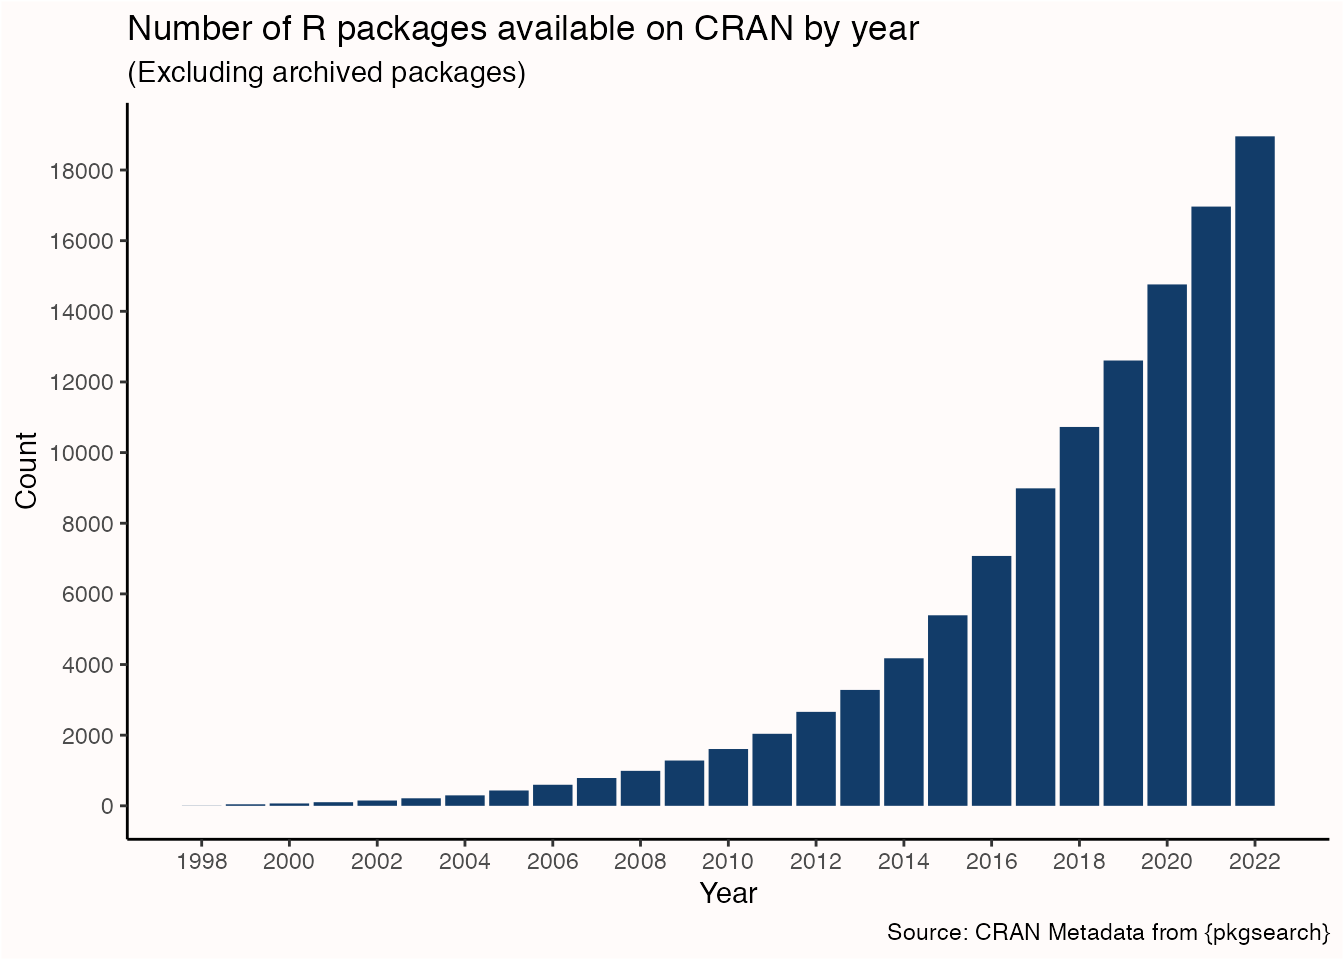 Number of R packages available on CRAN by year
(Excluding archived packages)
18000
16000
14000
12000
10000
8000
6000
4000
2000
0
Count
1998 2000 2002 2004 2006 2008 2010 2012 2014 2016 2018 2020 2022
Year
Source: CRAN Metadata from {pkgsearch}